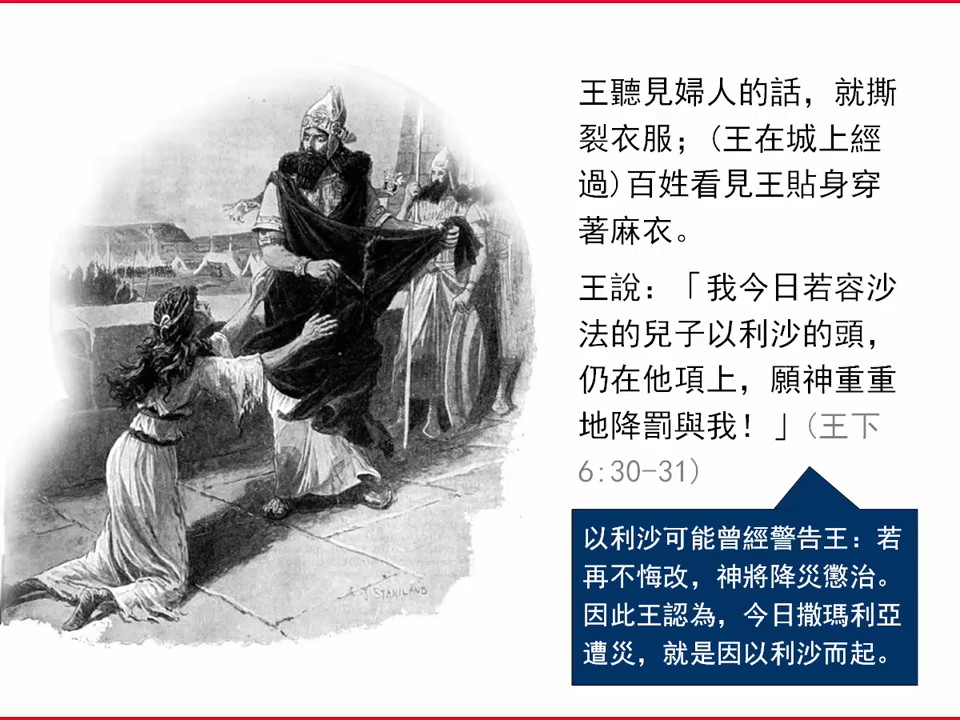 王聽見婦人的話，就撕
裂衣服；(王在城上經
過)百姓看見王貼身穿
著麻衣。
王說：「我今日若容沙
法的兒子以利沙的頭，
仍在他項上，願神重重
地降罰與我！」(王下
6:30-31)
以利沙可能曾經警告王：若
再不悔改，神將降災懲治。
因此王認為，今日撒瑪利亞
遭災，就是因以利沙而起。
A J STANILAND